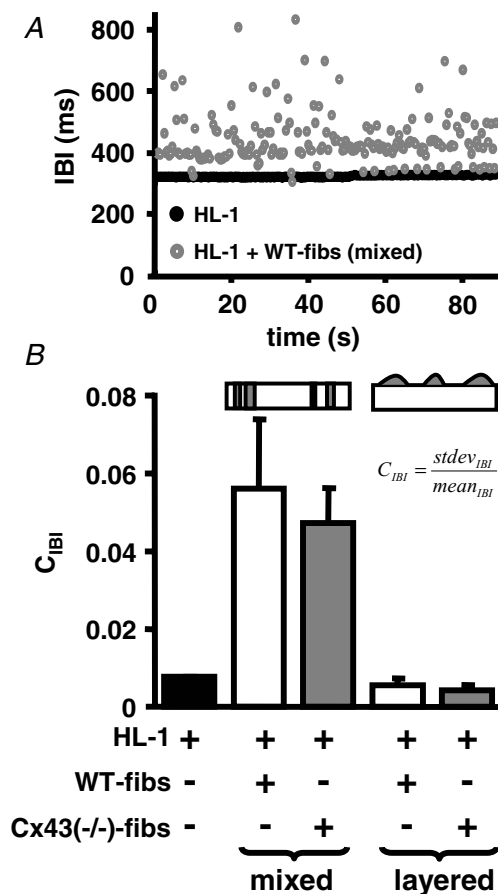 A
800
600
400
200
0
IBI (ms)
HL-1
HL-1 + WT-fibs (mixed)
0 20 40 60 80
time (s)
B
0.08
0.06
0.04
0.02
0
C_IBI
C_IBI = stdev_IBI / mean_IBI
HL-1 + + + + +
WT-fibs - + - + -
Cx43(-/-)-fibs - - + - +
mixed layered